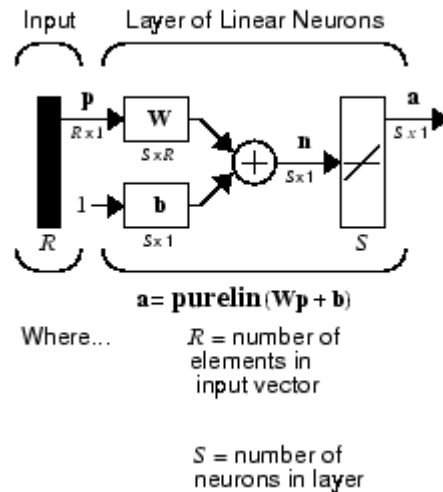 Input Layer of Linear Neurons
p W n a
R x 1 S x R S x 1 S x 1
1 b
R S x 1 S
a= purelin (Wp + b)
Where... R = number of
elements in
input vector
S = number of
neurons in layer